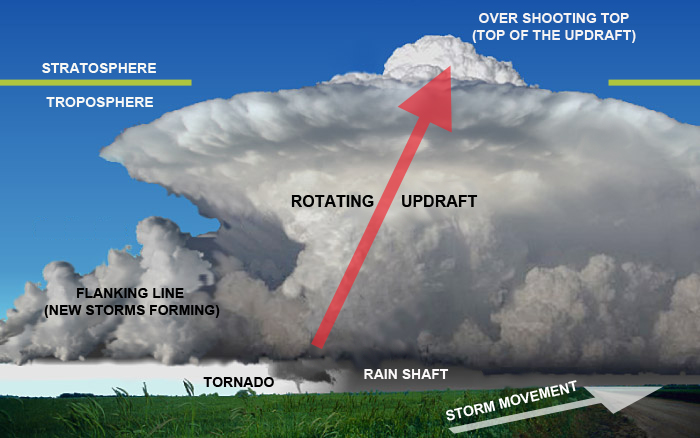 OVER SHOOTING TOP
(TOP OF THE UPDRAFT)
STRATOSPHERE
TROPOSPHERE
ROTATING UPDRAFT
FLANKING LINE
(NEW STORMS FORMING)
TORNADO
RAIN SHAFT
STORM MOVEMENT